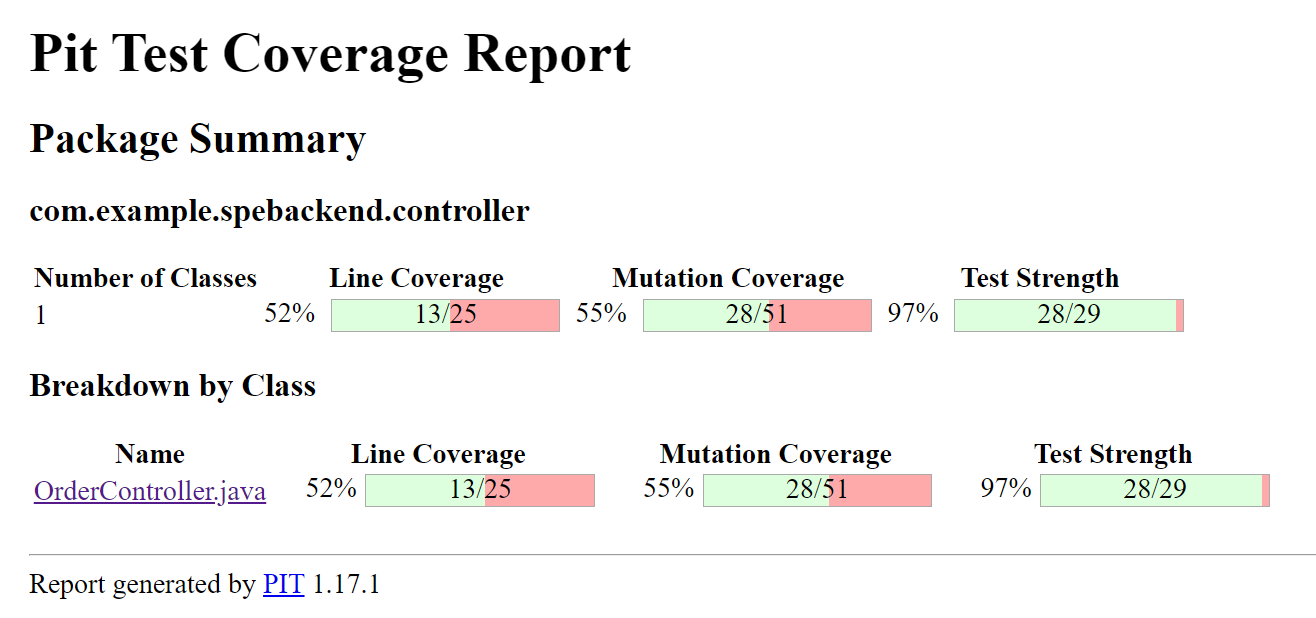 Pit Test Coverage Report
Package Summary
com.example.spebackend.controller
Number of Classes Line Coverage Mutation Coverage Test Strength
1 52% 13/25 55% 28/51 97% 28/29
Breakdown by Class
Name Line Coverage Mutation Coverage Test Strength
OrderController.java 52% 13/25 55% 28/51 97% 28/29
Report generated by PIT 1.17.1